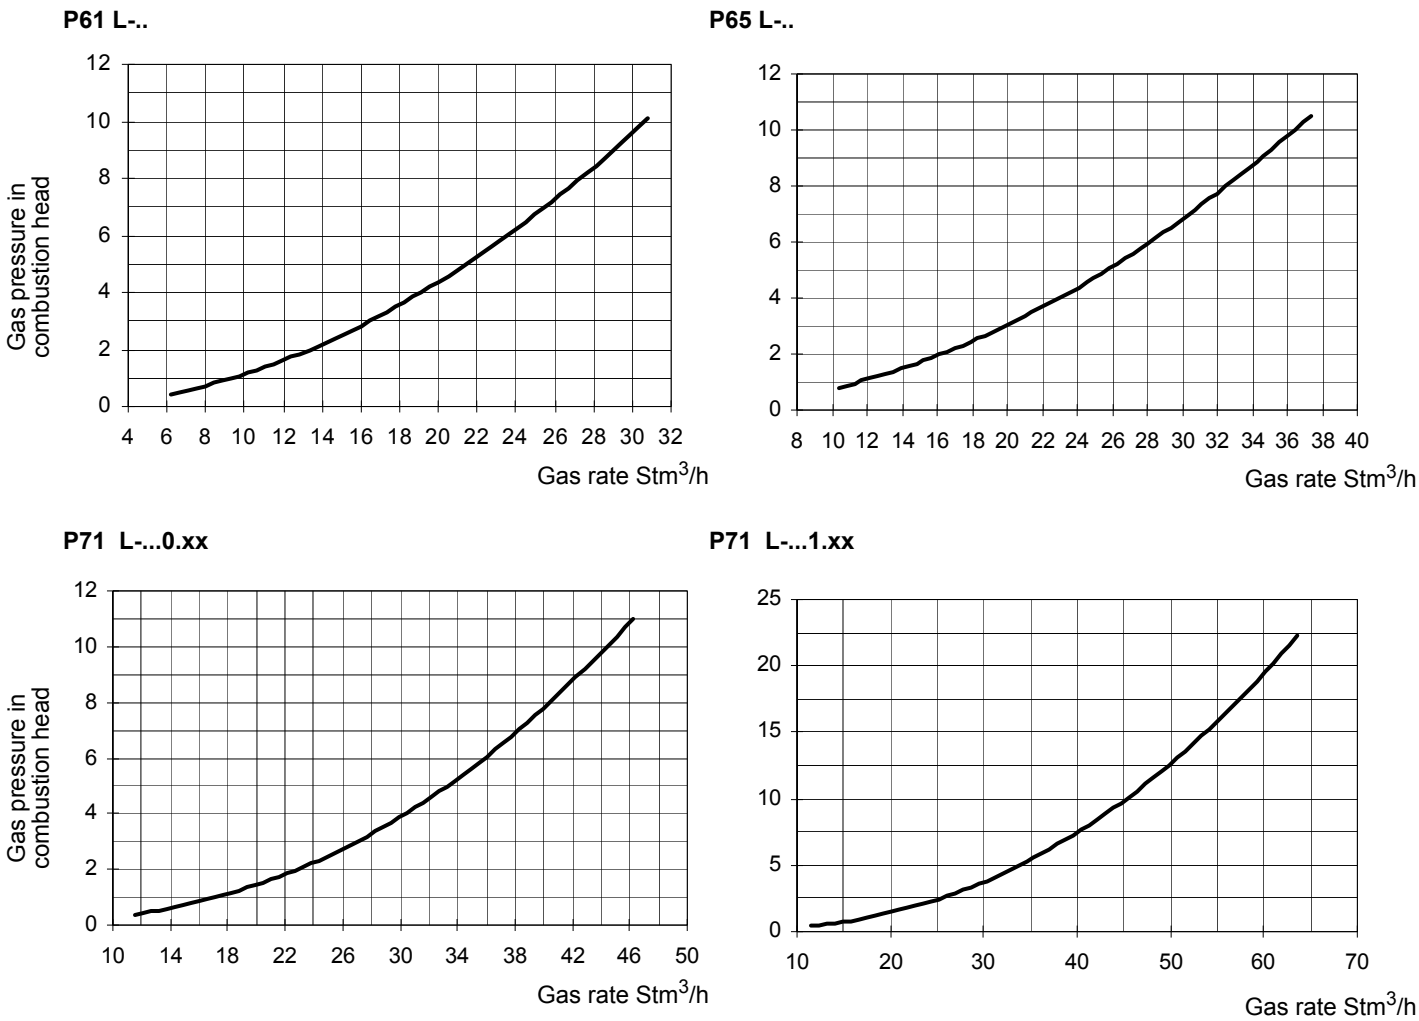 P61 L-..
P65 L-..
Gas pressure in
combustion head
12
10
8
6
4
2
0
4 6 8 10 12 14 16 18 20 22 24 26 28 30 32
Gas rate Stm³/h
12
10
8
6
4
2
0
8 10 12 14 16 18 20 22 24 26 28 30 32 34 36 38 40
Gas rate Stm³/h
P71 L-...0.xx
P71 L-...1.xx
Gas pressure in
combustion head
12
10
8
6
4
2
0
10 14 18 22 26 30 34 38 42 46 50
Gas rate Stm³/h
25
20
15
10
5
0
10 20 30 40 50 60 70
Gas rate Stm³/h